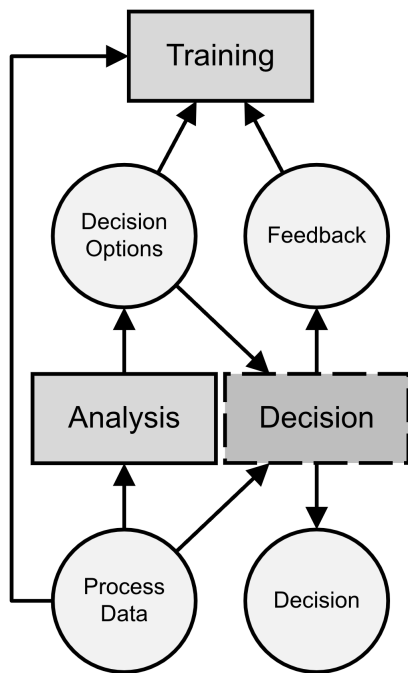 Training
Decision
Options
Feedback
Analysis
Decision
Process
Data
Decision